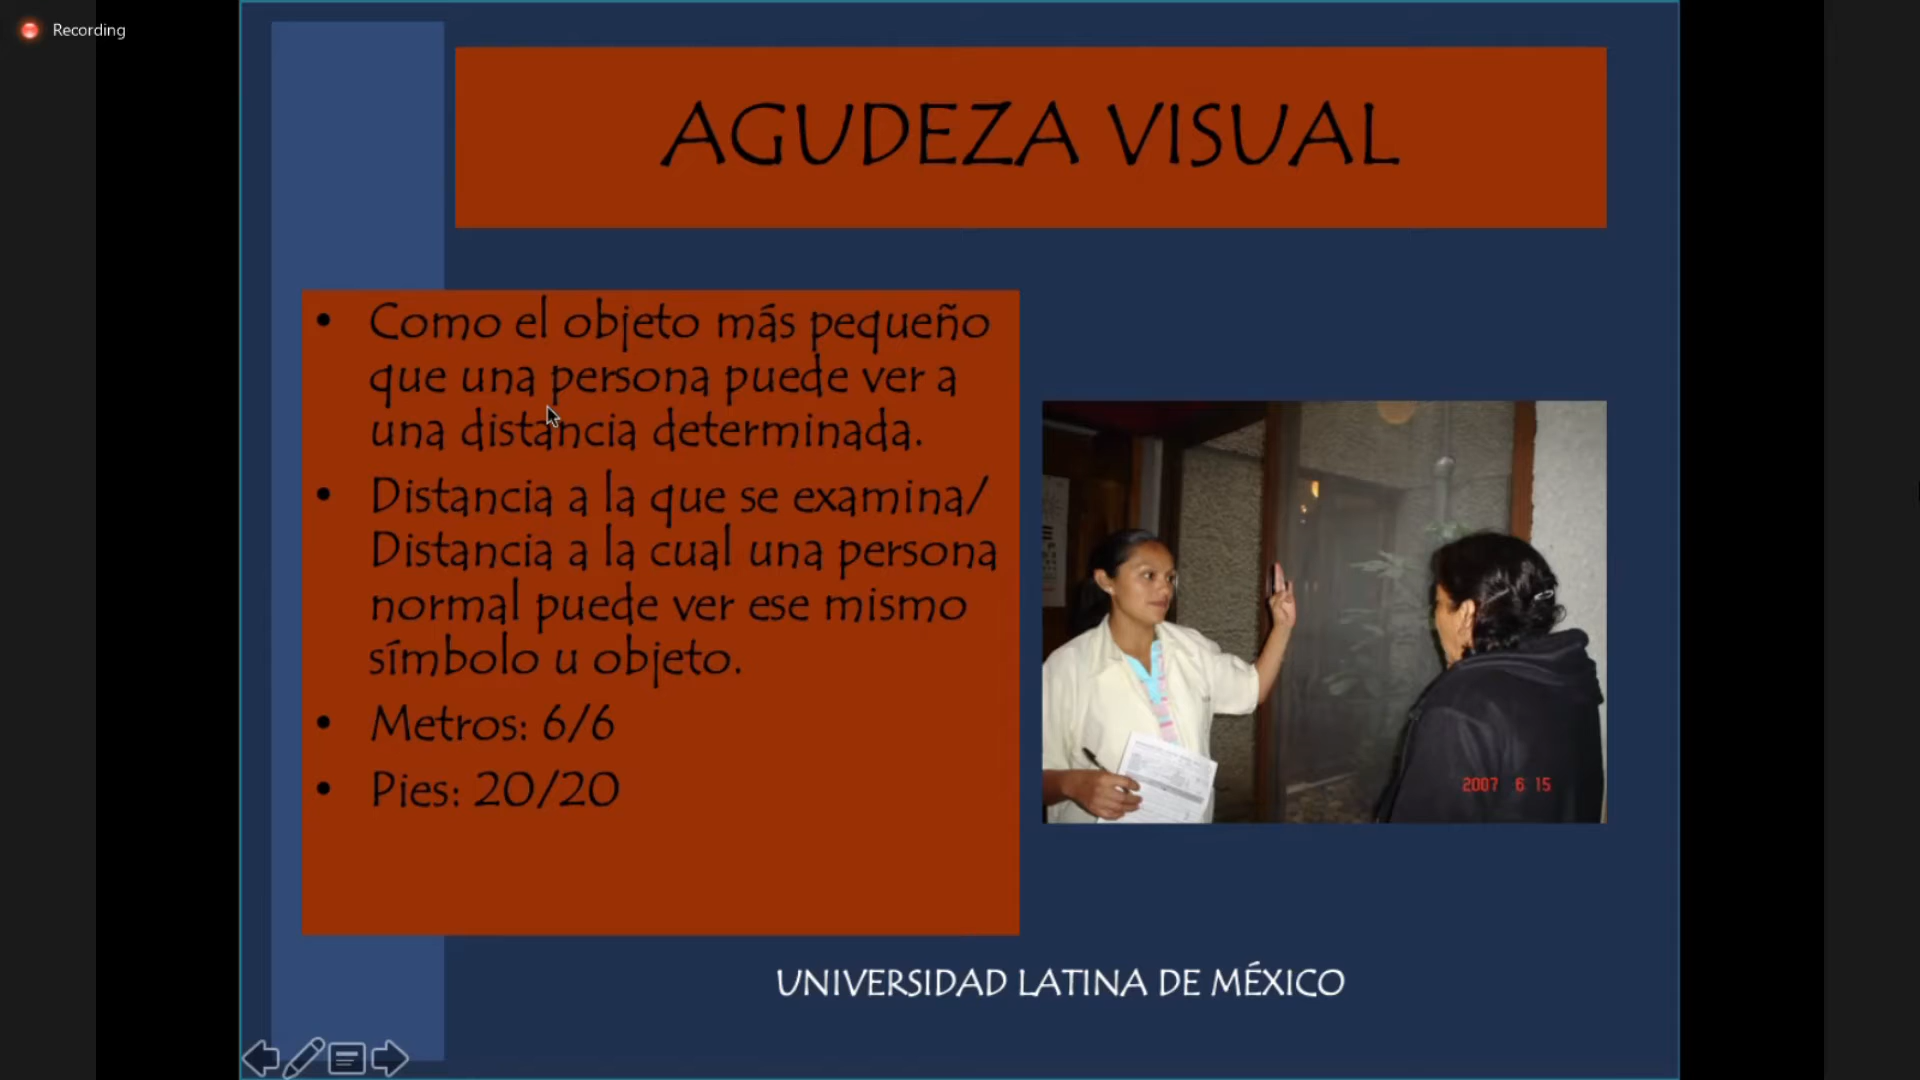 Recording
AGUDEZA VISUAL
• Como el objeto más pequeño
que una persona puede ver a
una distancia determinada.
• Distancia a la que se examina/
Distancia a la cual una persona
normal puede ver ese mismo
símbolo u objeto.
• Metros: 6/6
• Pies: 20/20
2007 6 15
UNIVERSIDAD LATINA DE MÉXICO